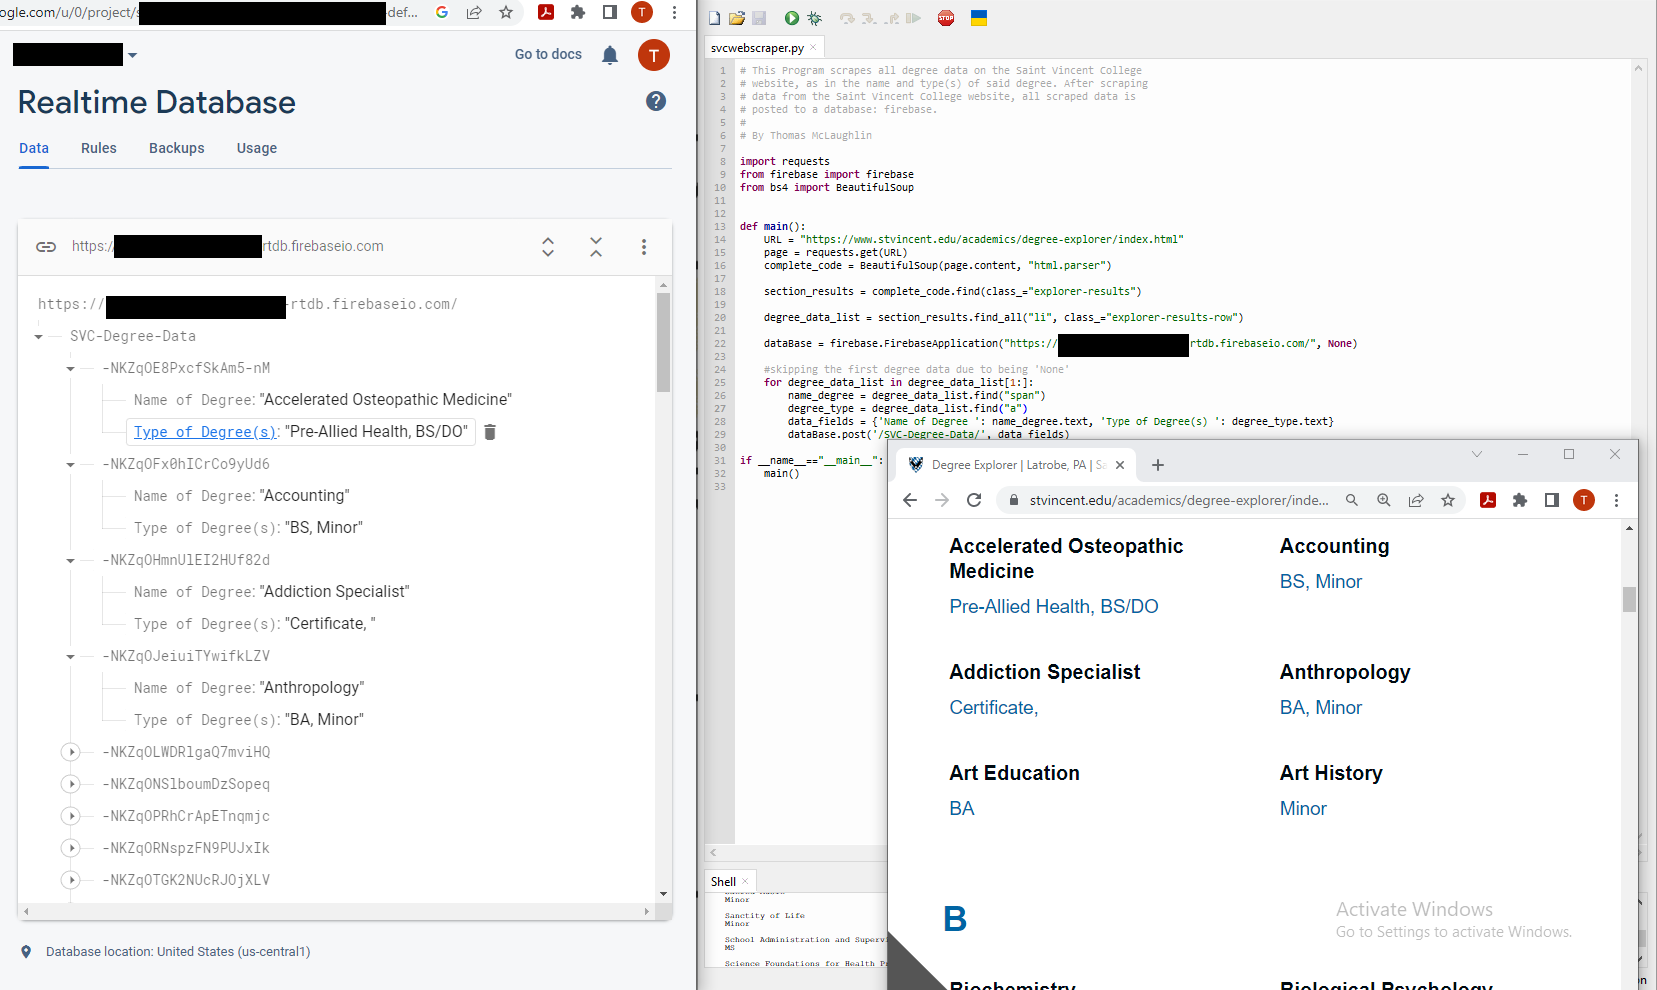 ogle.com/u/0/project/s
-def...
T
Go to docs
T
Realtime Database
?
Data Rules Backups Usage
https:/ rtdb.firebaseio.com
https:// -rtdb.firebaseio.com/
SVC-Degree-Data
-NKZqOE8PxcfSkAm5-nM
Name of Degree: "Accelerated Osteopathic Medicine"
Type of Degree(s): "Pre-Allied Health, BS/DO"
-NKZqOFx0hICrCo9yUd6
Name of Degree: "Accounting"
Type of Degree(s): "BS, Minor"
-NKZqOHmnUlEI2HUf82d
Name of Degree: "Addiction Specialist"
Type of Degree(s): "Certificate, "
-NKZqOJeiuiTYwifkLZV
Name of Degree: "Anthropology"
Type of Degree(s): "BA, Minor"
-NKZqOLWDRlgaQ7mviHQ
-NKZqONSlboumDzSopeq
-NKZqOPRhCrApETnqmjc
-NKZqORNspzFN9PUJxIk
-NKZqOTGK2NUcRJOjXLV
Database location: United States (us-central1)
STOP
svcwebscraper.py ×
1 # This Program scrapes all degree data on the Saint Vincent College
2 # website, as in the name and type(s) of said degree. After scraping
3 # data from the Saint Vincent College website, all scraped data is
4 # posted to a database: firebase.
5 #
6 # By Thomas McLaughlin
7
8 import requests
9 from firebase import firebase
10 from bs4 import BeautifulSoup
11
12
13 def main():
14 URL = "https://www.stvincent.edu/academics/degree-explorer/index.html"
15 page = requests.get(URL)
16 complete_code = BeautifulSoup(page.content, "html.parser")
17
18 section_results = complete_code.find(class_="explorer-results")
19
20 degree_data_list = section_results.find_all("li", class_="explorer-results-row")
21
22 dataBase = firebase.FirebaseApplication("https:// rtdb.firebaseio.com/", None)
23
24 #skipping the first degree data due to being 'None'
25 for degree_data_list in degree_data_list[1:]:
26 name_degree = degree_data_list.find("span")
27 degree_type = degree_data_list.find("a")
28 data_fields = {'Name of Degree ': name_degree.text, 'Type of Degree(s) ': degree_type.text}
29 dataBase.post('/SVC-Degree-Data/', data_fields)
30
31 if __name__=="__main__":
32 main()
33
Shell ×
Minor
Sanctity of Life
Minor
School Administration and Supervi
MS
Science Foundations for Health Pr
Degree Explorer | Latrobe, PA | Sa
stvincent.edu/academics/degree-explorer/inde...
T
Accelerated Osteopathic Medicine
Pre-Allied Health, BS/DO
Accounting
BS, Minor
Addiction Specialist
Certificate,
Anthropology
BA, Minor
Art Education
BA
Art History
Minor
B
Biochemistry
Biological Psychology
Activate Windows
Go to Settings to activate Windows.